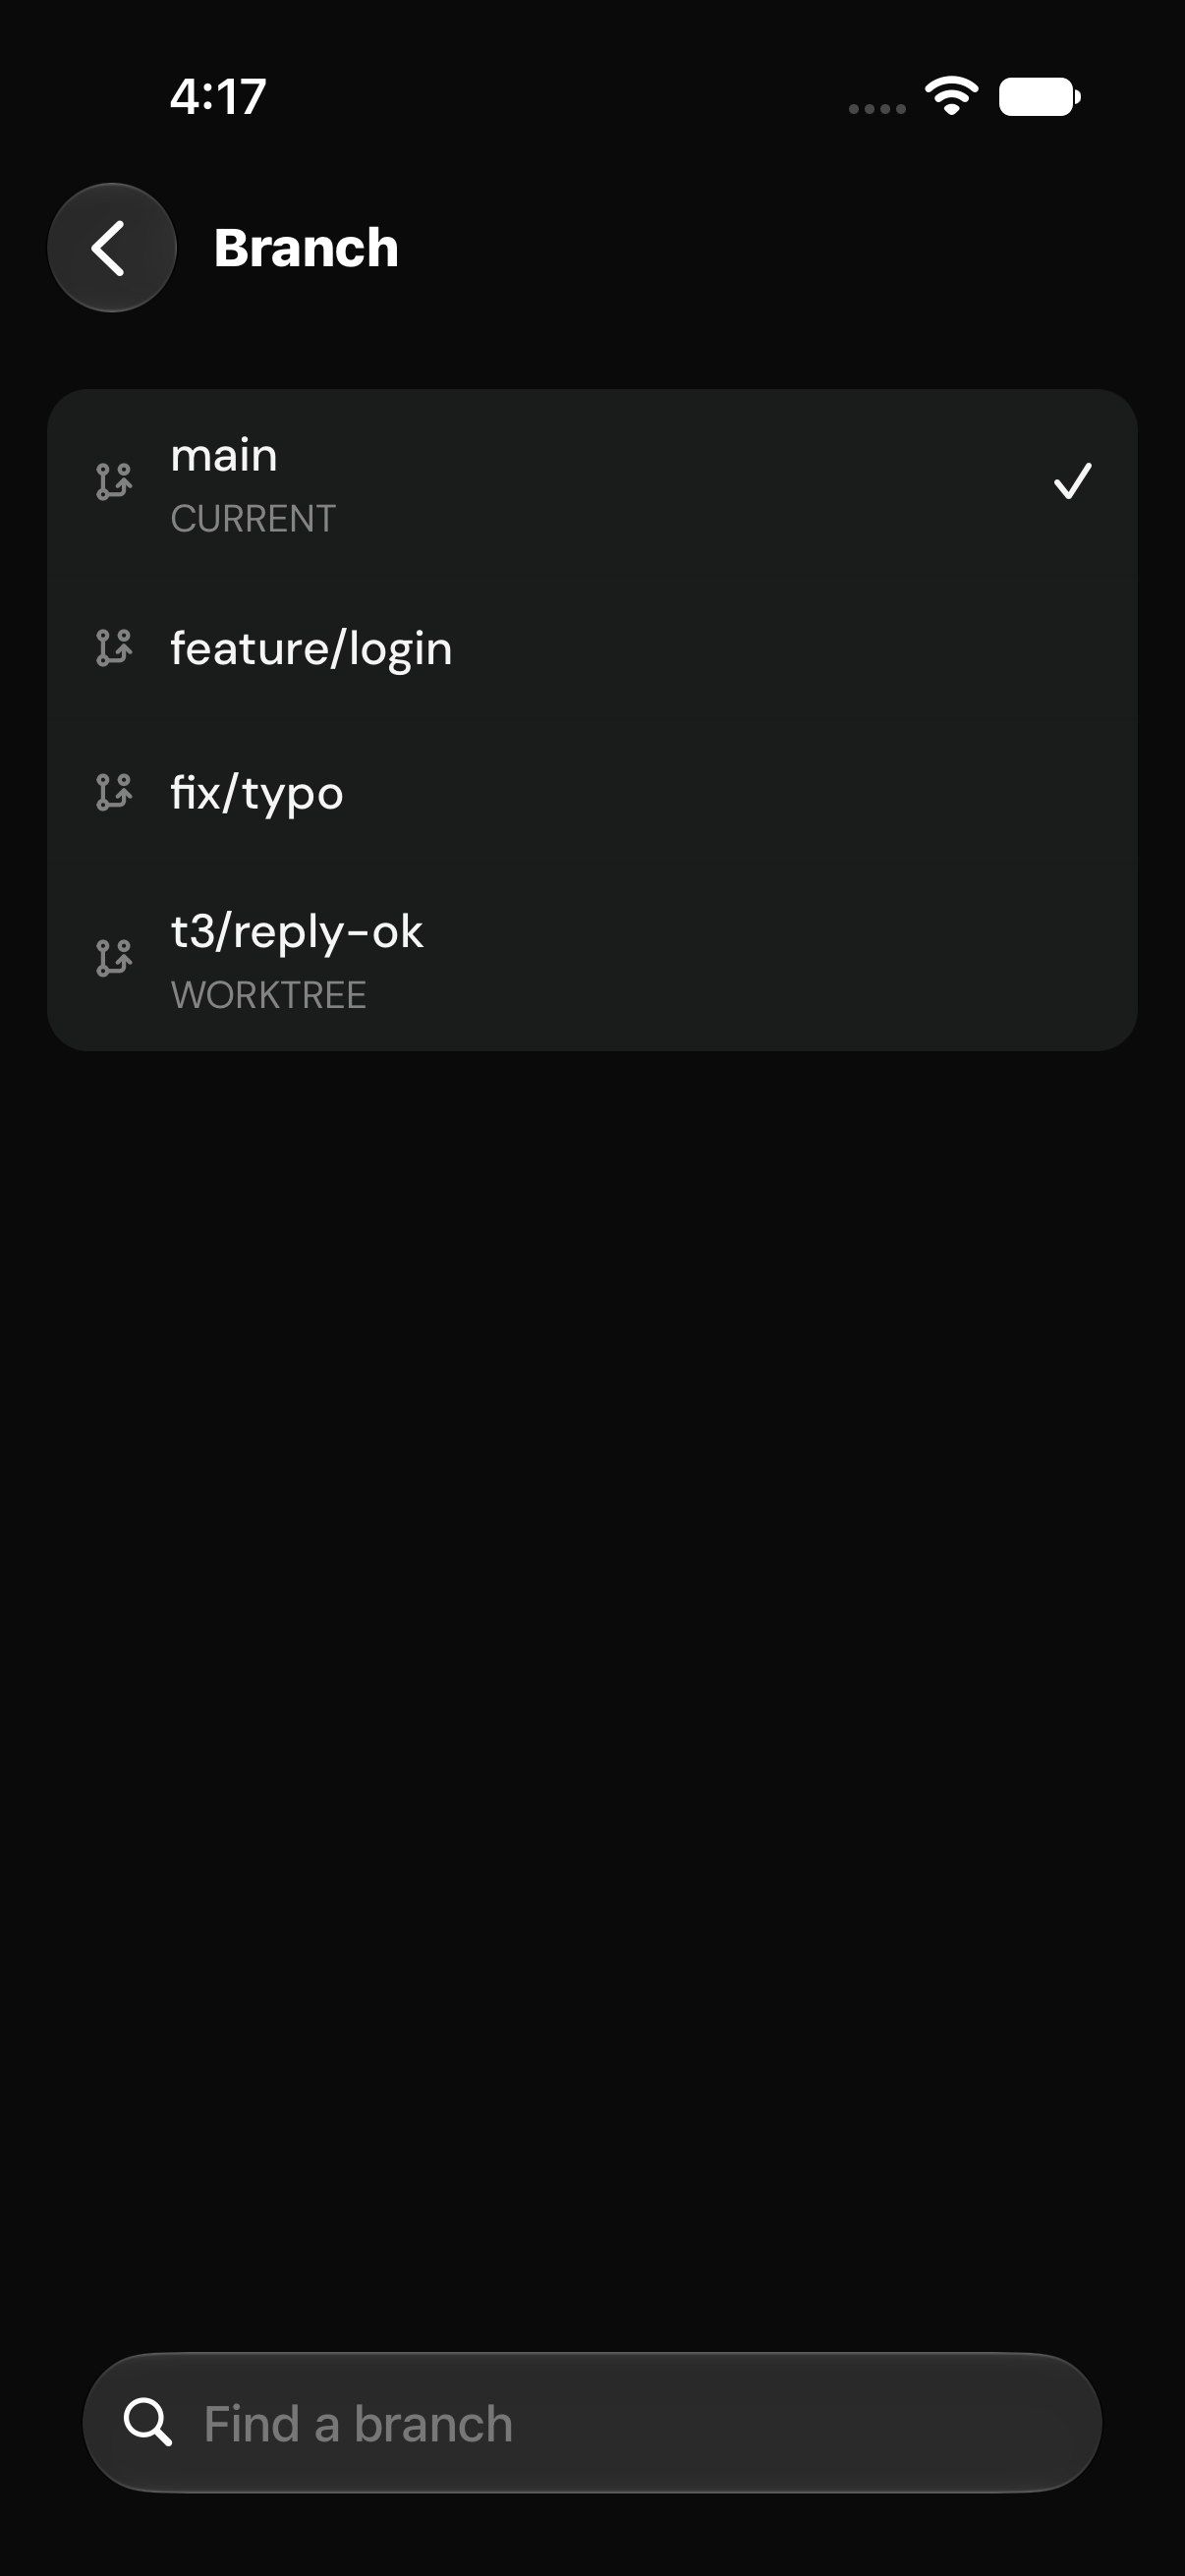 4:17
Branch
main
CURRENT
feature/login
fix/typo
t3/reply-ok
WORKTREE
Find a branch